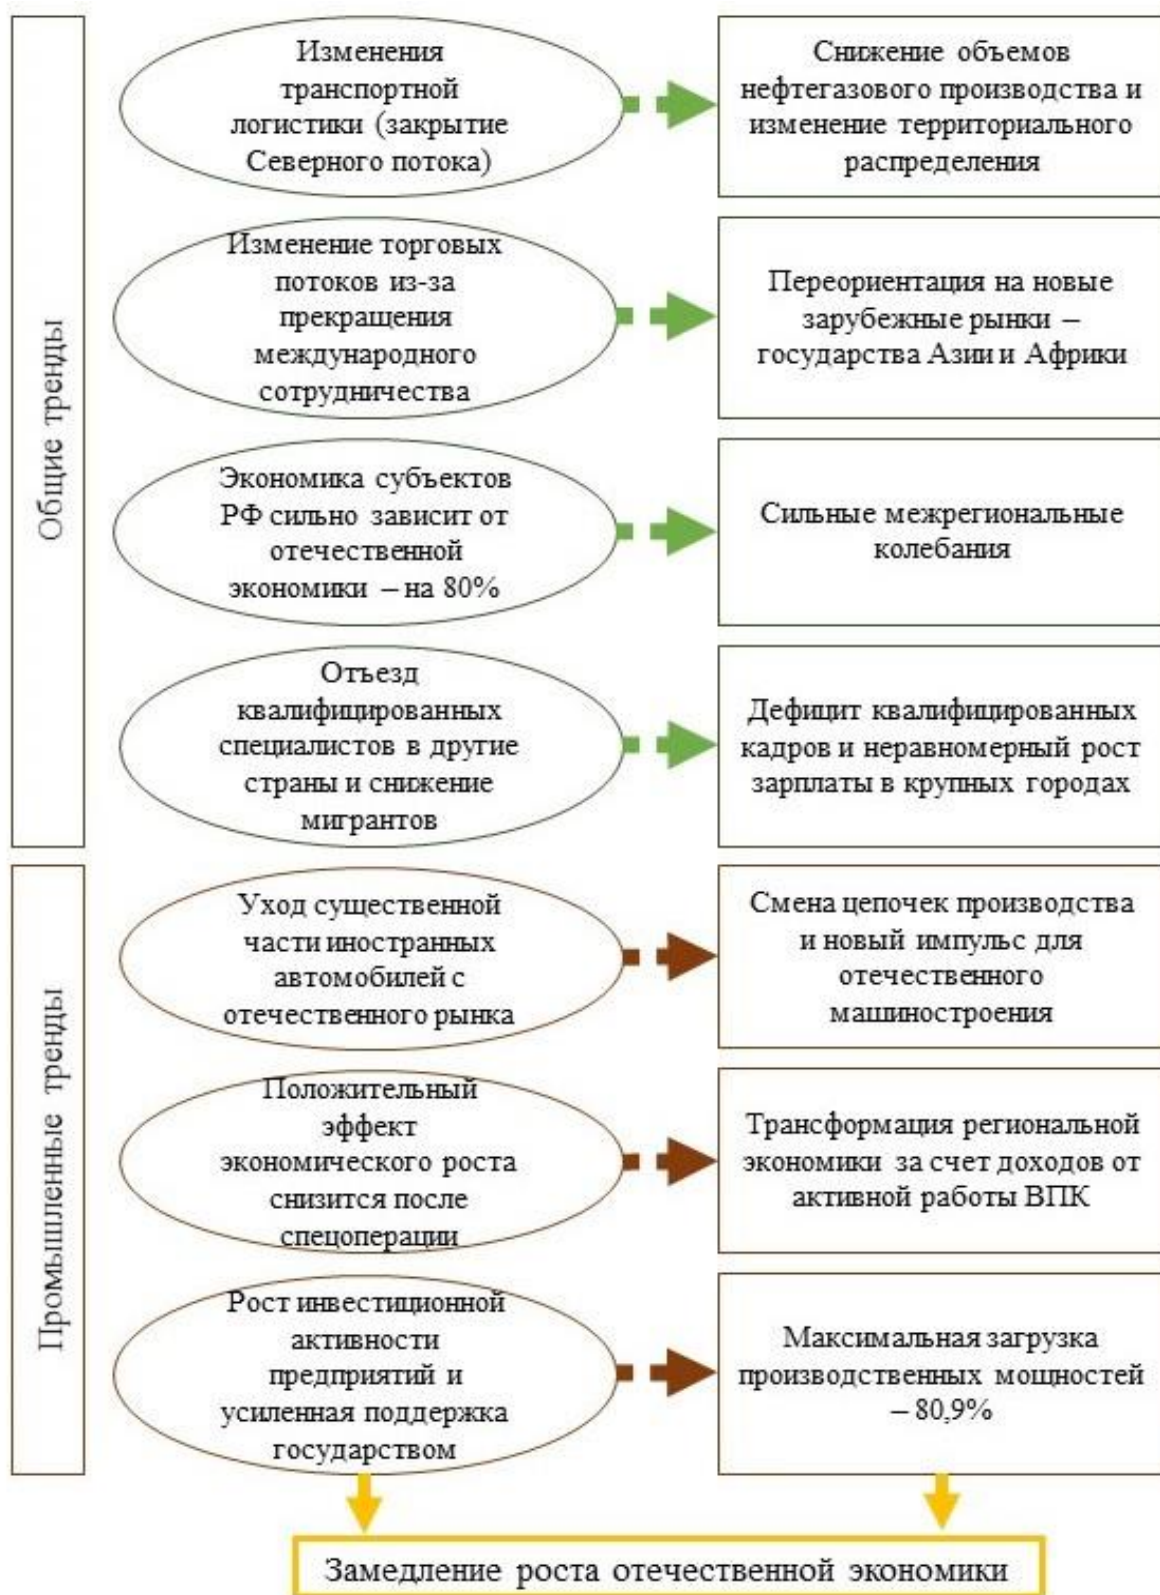 Общие тренды
Изменения
транспортной
логистики (закрытие
Северного потока)
Снижение объемов
нефтегазового производства и
изменение территориального
распределения
Изменение торговых
потоков из-за
прекращения
международного
сотрудничества
Переориентация на новые
зарубежные рынки –
государства Азии и Африки
Экономика субъектов
РФ сильно зависит от
отечественной
экономики – на 80%
Сильные межрегиональные
колебания
Отъезд
квалифицированных
специалистов в другие
страны и снижение
мигрантов
Дефицит квалифицированных
кадров и неравномерный рост
зарплаты в крупных городах
Промышленные тренды
Уход существенной
части иностранных
автомобилей с
отечественного рынка
Смена цепочек производства
и новый импульс для
отечественного
машиностроения
Положительный
эффект
экономического роста
снизится после
спецоперации
Трансформация региональной
экономики за счет доходов от
активной работы ВПК
Рост инвестиционной
активности
предприятий и
усиленная поддержка
государством
Максимальная загрузка
производственных мощностей
– 80,9%
Замедление роста отечественной экономики